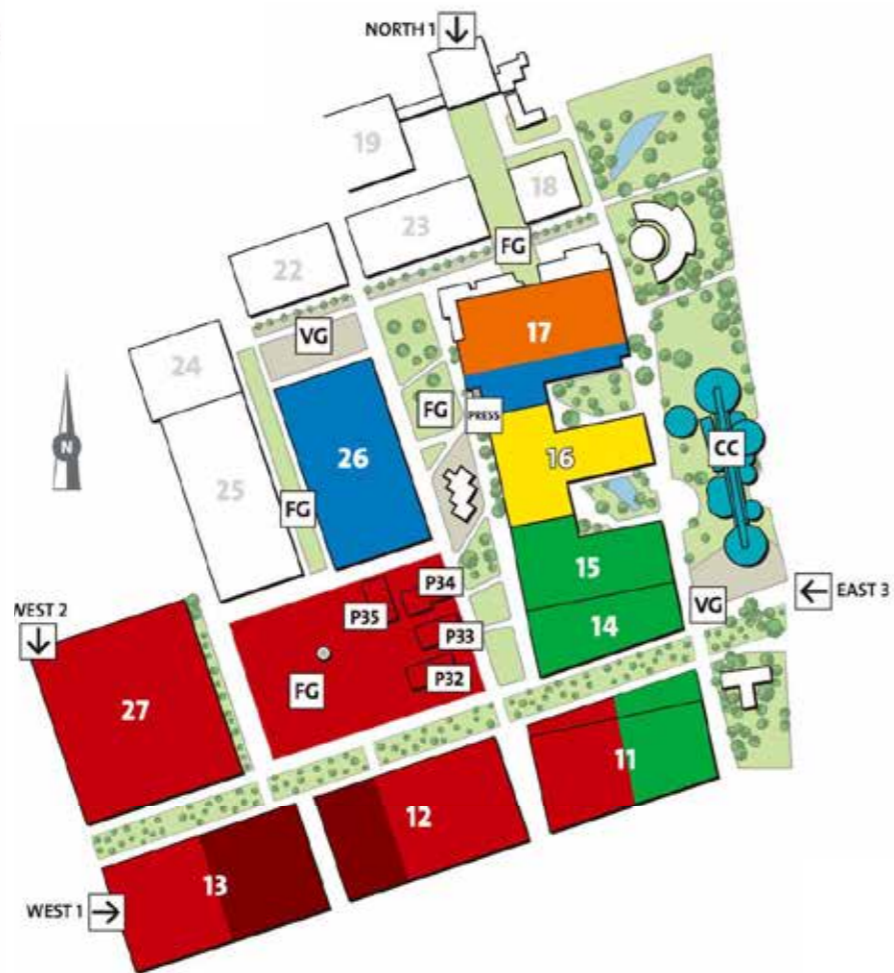 NORTH 1
19
18
23
FG
22
VG
17
24
FG
PRESS
26
16
CC
25
FG
15
P34
P35
EAST 3
VG
P33
14
WEST 2
P32
FG
N
27
11
12
13
WEST 1